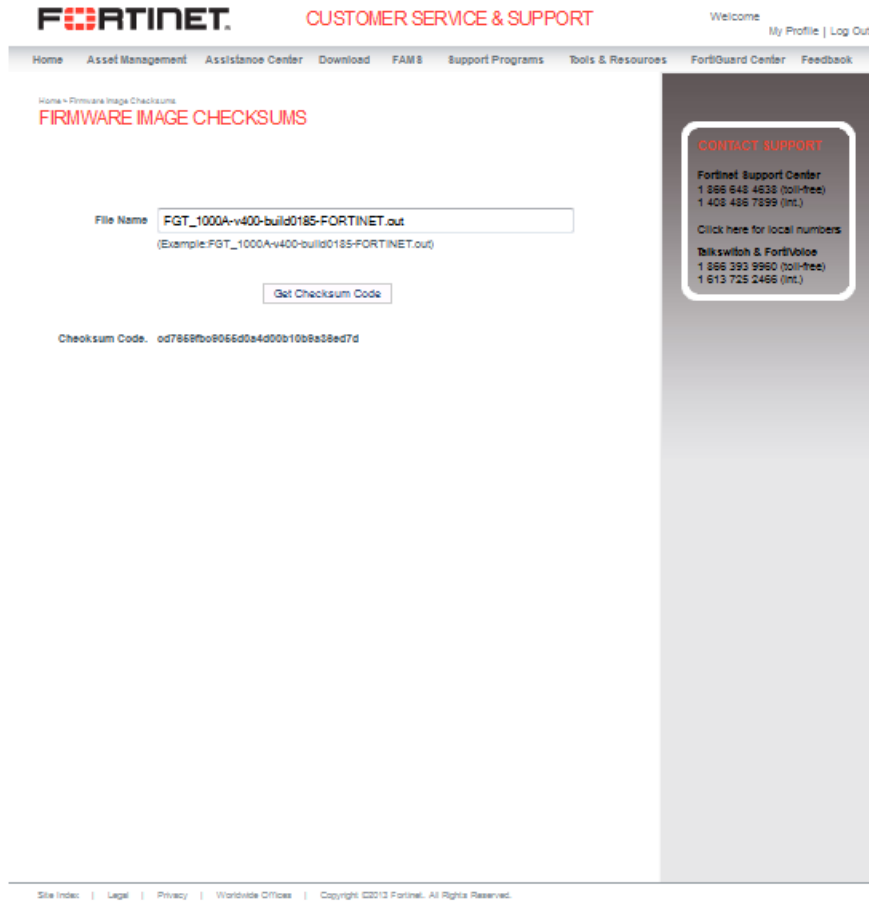 FORTINET.
CUSTOMER SERVICE & SUPPORT
Welcome
My Profile | Log Out
Home Asset Management Assistance Center Download FAMS Support Programs Tools & Resources FortiGuard Center Feedback
Home > Firmware Image Checksums
FIRMWARE IMAGE CHECKSUMS
File Name FGT_1000A-v400-build0185-FORTINET.out
(Example:FGT_1000A-v400-build0185-FORTINET.out)
Get Checksum Code
Checksum Code.
CONTACT SUPPORT
Fortinet Support Center
1 866 648 4638 (toll-free)
1 408 486 7899 (Int.)
Click here for local numbers
Talkswitch & FortiVoice
1 866 393 9960 (toll-free)
1 613 725 2466 (Int.)
Site Index | Legal | Privacy | Worldwide Offices | Copyright ©2013 Fortinet. All Rights Reserved.